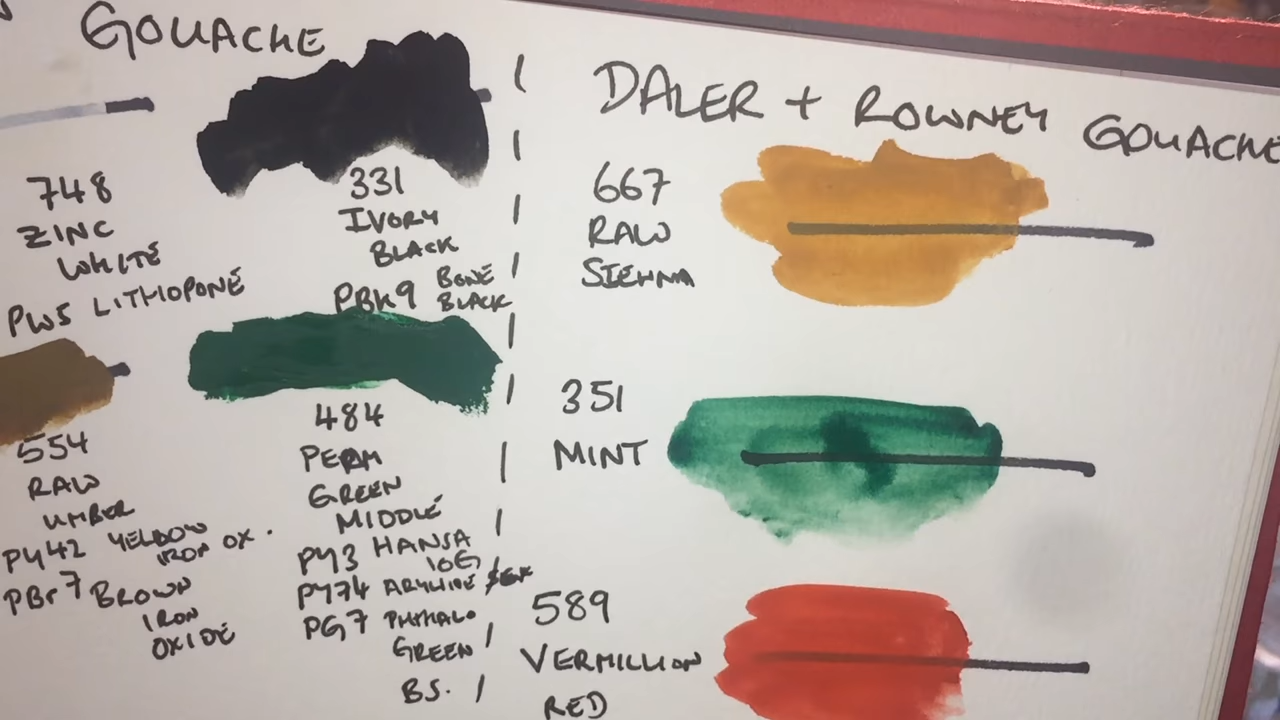 GOUACHE
748
ZINC
WHITE
PW5 LITHOPONE
331
IVORY
BLACK
PBK9 BONE
BLACK
554
RAW
UMBER
PY42 YELLOW
IRON OX.
PBr7 BROWN
IRON
OXIDE
484
PERM
GREEN
MIDDLE
PY3 HANSA
10G
PY74 ARYLIDE
PG7 PHTHALO
GREEN
BS.
DALER + ROWNEY GOUACHE
667
RAW
SIENNA
351
MINT
589
VERMILLION
RED